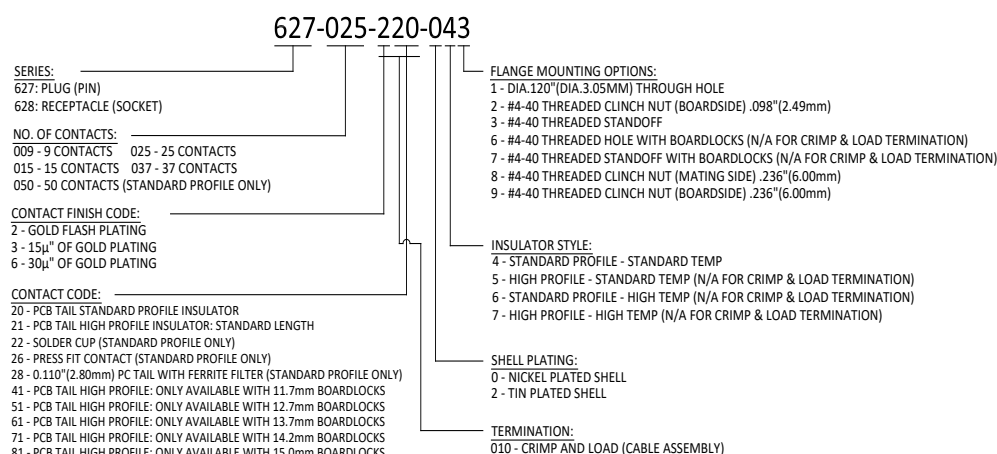 627-025-220-043
SERIES:
627: PLUG (PIN)
628: RECEPTACLE (SOCKET)
NO. OF CONTACTS:
009 - 9 CONTACTS 025 - 25 CONTACTS
015 - 15 CONTACTS 037 - 37 CONTACTS
050 - 50 CONTACTS (STANDARD PROFILE ONLY)
CONTACT FINISH CODE:
2 - GOLD FLASH PLATING
3 - 15µ" OF GOLD PLATING
6 - 30µ" OF GOLD PLATING
CONTACT CODE:
20 - PCB TAIL STANDARD PROFILE INSULATOR
21 - PCB TAIL HIGH PROFILE INSULATOR: STANDARD LENGTH
22 - SOLDER CUP (STANDARD PROFILE ONLY)
26 - PRESS FIT CONTACT (STANDARD PROFILE ONLY)
28 - 0.110"(2.80mm) PC TAIL WITH FERRITE FILTER (STANDARD PROFILE ONLY)
41 - PCB TAIL HIGH PROFILE: ONLY AVAILABLE WITH 11.7mm BOARDLOCKS
51 - PCB TAIL HIGH PROFILE: ONLY AVAILABLE WITH 12.7mm BOARDLOCKS
61 - PCB TAIL HIGH PROFILE: ONLY AVAILABLE WITH 13.7mm BOARDLOCKS
71 - PCB TAIL HIGH PROFILE: ONLY AVAILABLE WITH 14.2mm BOARDLOCKS
81 - PCB TAIL HIGH PROFILE: ONLY AVAILABLE WITH 15.0mm BOARDLOCKS
FLANGE MOUNTING OPTIONS:
1 - DIA.120"(DIA.3.05MM) THROUGH HOLE
2 - #4-40 THREADED CLINCH NUT (BOARDSIDE) .098"(2.49mm)
3 - #4-40 THREADED STANDOFF
6 - #4-40 THREADED HOLE WITH BOARDLOCKS (N/A FOR CRIMP & LOAD TERMINATION)
7 - #4-40 THREADED STANDOFF WITH BOARDLOCKS (N/A FOR CRIMP & LOAD TERMINATION)
8 - #4-40 THREADED CLINCH NUT (MATING SIDE) .236"(6.00mm)
9 - #4-40 THREADED CLINCH NUT (BOARDSIDE) .236"(6.00mm)
INSULATOR STYLE:
4 - STANDARD PROFILE - STANDARD TEMP
5 - HIGH PROFILE - STANDARD TEMP (N/A FOR CRIMP & LOAD TERMINATION)
6 - STANDARD PROFILE - HIGH TEMP (N/A FOR CRIMP & LOAD TERMINATION)
7 - HIGH PROFILE - HIGH TEMP (N/A FOR CRIMP & LOAD TERMINATION)
SHELL PLATING:
0 - NICKEL PLATED SHELL
2 - TIN PLATED SHELL
TERMINATION:
010 - CRIMP AND LOAD (CABLE ASSEMBLY)